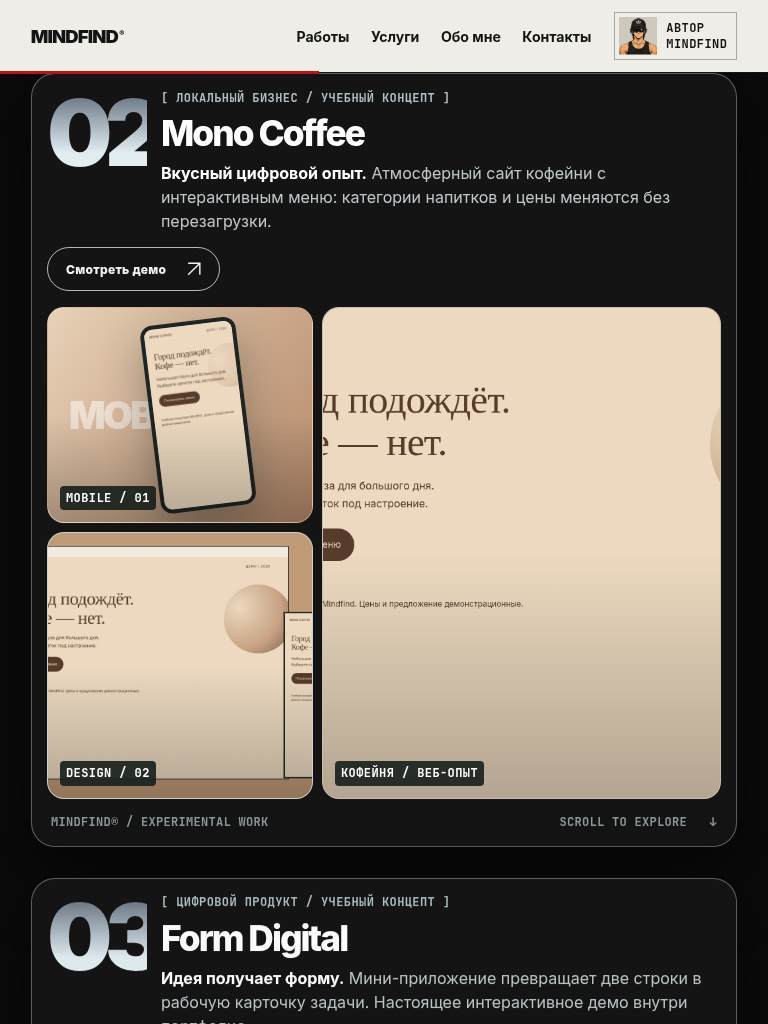 MINDFIND®
Работы Услуги Обо мне Контакты
АВТОР
MINDFIND
02
[ ЛОКАЛЬНЫЙ БИЗНЕС / УЧЕБНЫЙ КОНЦЕПТ ]
Mono Coffee
Вкусный цифровой опыт. Атмосферный сайт кофейни с
интерактивным меню: категории напитков и цены меняются без
перезагрузки.
Смотреть демо
Город подождёт.
Кофе — нет.
MOB
MOBILE / 01
д подождёт.
е — нет.
за для большого дня.
ток под настроение.
еню
Mindfind. Цены и предложение демонстрационные.
КОФЕЙНЯ / ВЕБ-ОПЫТ
д подождёт.
е — нет.
Город
Кофе —
DESIGN / 02
MINDFIND® / EXPERIMENTAL WORK
SCROLL TO EXPLORE ↓
03
[ ЦИФРОВОЙ ПРОДУКТ / УЧЕБНЫЙ КОНЦЕПТ ]
Form Digital
Идея получает форму. Мини-приложение превращает две строки в
рабочую карточку задачи. Настоящее интерактивное демо внутри